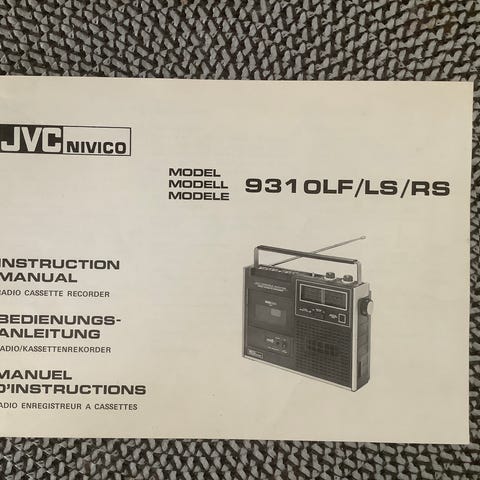 JVC NIVICO
MODEL
MODELL
MODELE
9310LF/LS/RS
INSTRUCTION
MANUAL
RADIO CASSETTE RECORDER
BEDIENUNGS-
ANLEITUNG
RADIO/KASSETTENREKORDER
MANUEL
D'INSTRUCTIONS
RADIO ENREGISTREUR A CASSETTES